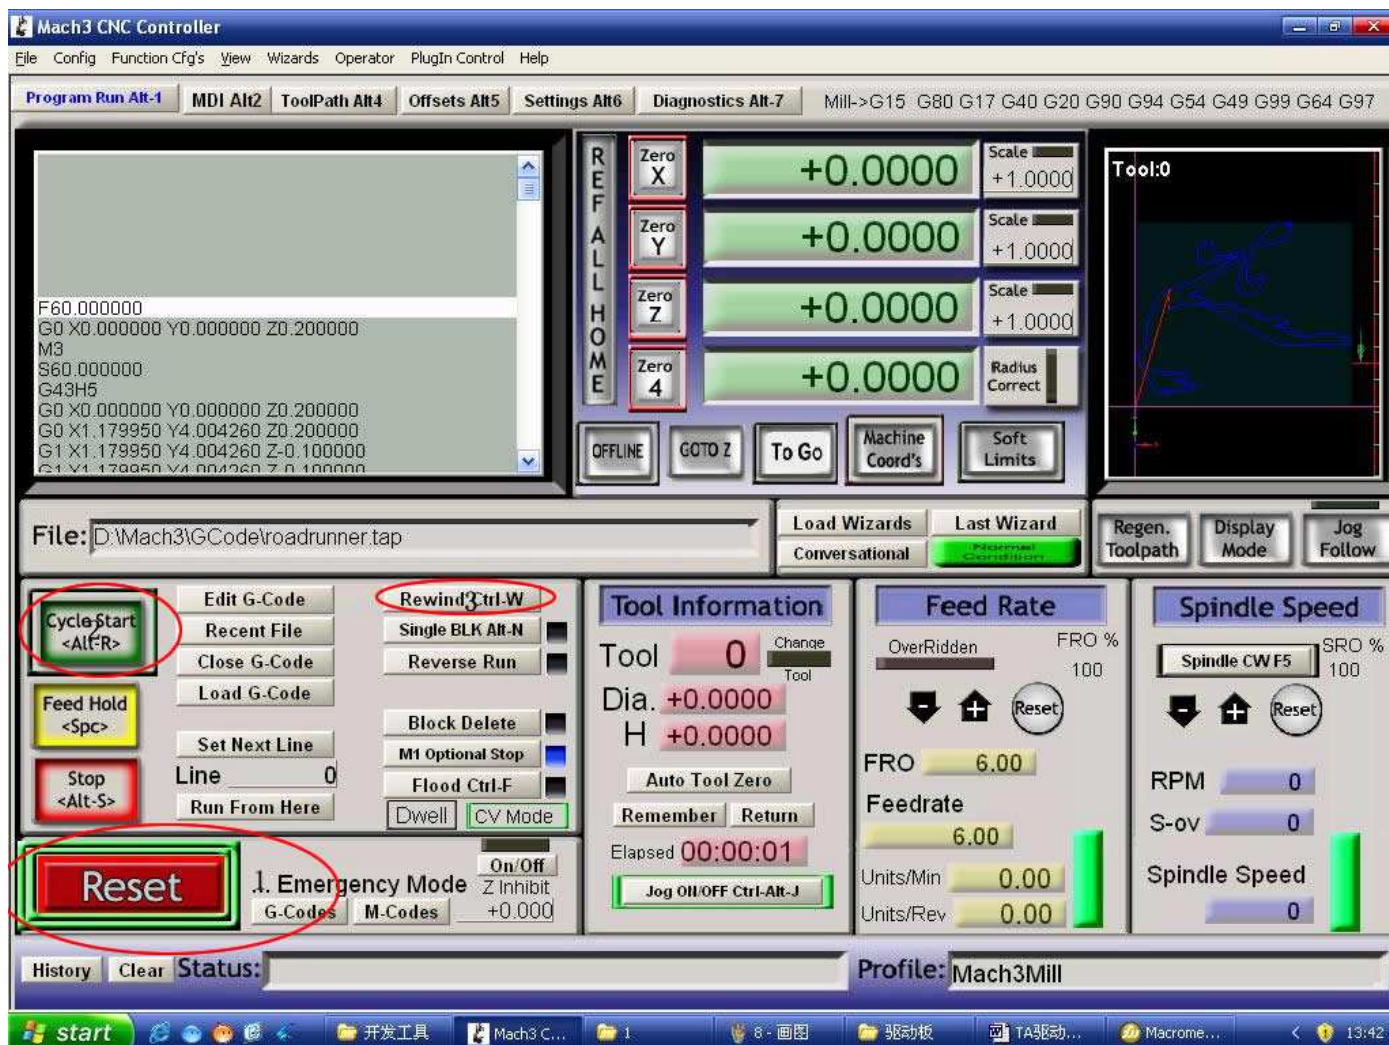 Mach3 CNC Controller
File Config Function Cfg's View Wizards Operator PlugIn Control Help
Program Run Alt-1 MDI Alt2 ToolPath Alt4 Offsets Alt5 Settings Alt6 Diagnostics Alt-7 Mill->G15 G80 G17 G40 G20 G90 G94 G54 G49 G99 G64 G97
F60.000000
G0 X0.000000 Y0.000000 Z0.200000
M3
S60.000000
G43H5
G0 X0.000000 Y0.000000 Z0.200000
G0 X1.179950 Y4.004260 Z0.200000
G1 X1.179950 Y4.004260 Z-0.100000
G1 X1.179950 Y4.004260 Z-0.100000
REF ALL HOME
Zero X +0.0000 Scale +1.0000
Zero Y +0.0000 Scale +1.0000
Zero Z +0.0000 Scale +1.0000
Zero 4 +0.0000 Radius Correct
OFFLINE GOTO Z To Go Machine Coord's Soft Limits
Tool:0
File: D:\Mach3\GCode\roadrunner.tap
Load Wizards Last Wizard
Conversational Normal Condition
Regen. Toolpath Display Mode Jog Follow
Cycle Start <Alt-R> 2
Feed Hold <Spc>
Stop <Alt-S>
Edit G-Code
Recent File
Close G-Code
Load G-Code
Set Next Line
Line 0
Run From Here
Rewind Ctrl-W 3
Single BLK Alt-N
Reverse Run
Block Delete
M1 Optional Stop
Flood Ctrl-F
Dwell CV Mode
Reset 1. Emergency Mode
G-Codes M-Codes
On/Off
Z Inhibit
+0.000
Tool Information
Tool 0 Change Tool
Dia. +0.0000
H +0.0000
Auto Tool Zero
Remember Return
Elapsed 00:00:01
Jog ON/OFF Ctrl-Alt-J
Feed Rate
OverRidden FRO % 100
Reset
FRO 6.00
Feedrate
6.00
Units/Min 0.00
Units/Rev 0.00
Spindle Speed
Spindle CW F5 SRO % 100
Reset
RPM 0
S-ov 0
Spindle Speed
0
History Clear Status: Profile: Mach3Mill
start 开发工具 Mach3 C... 1 8 - 画图 驱动板 TA驱动... Macrome... 13:42